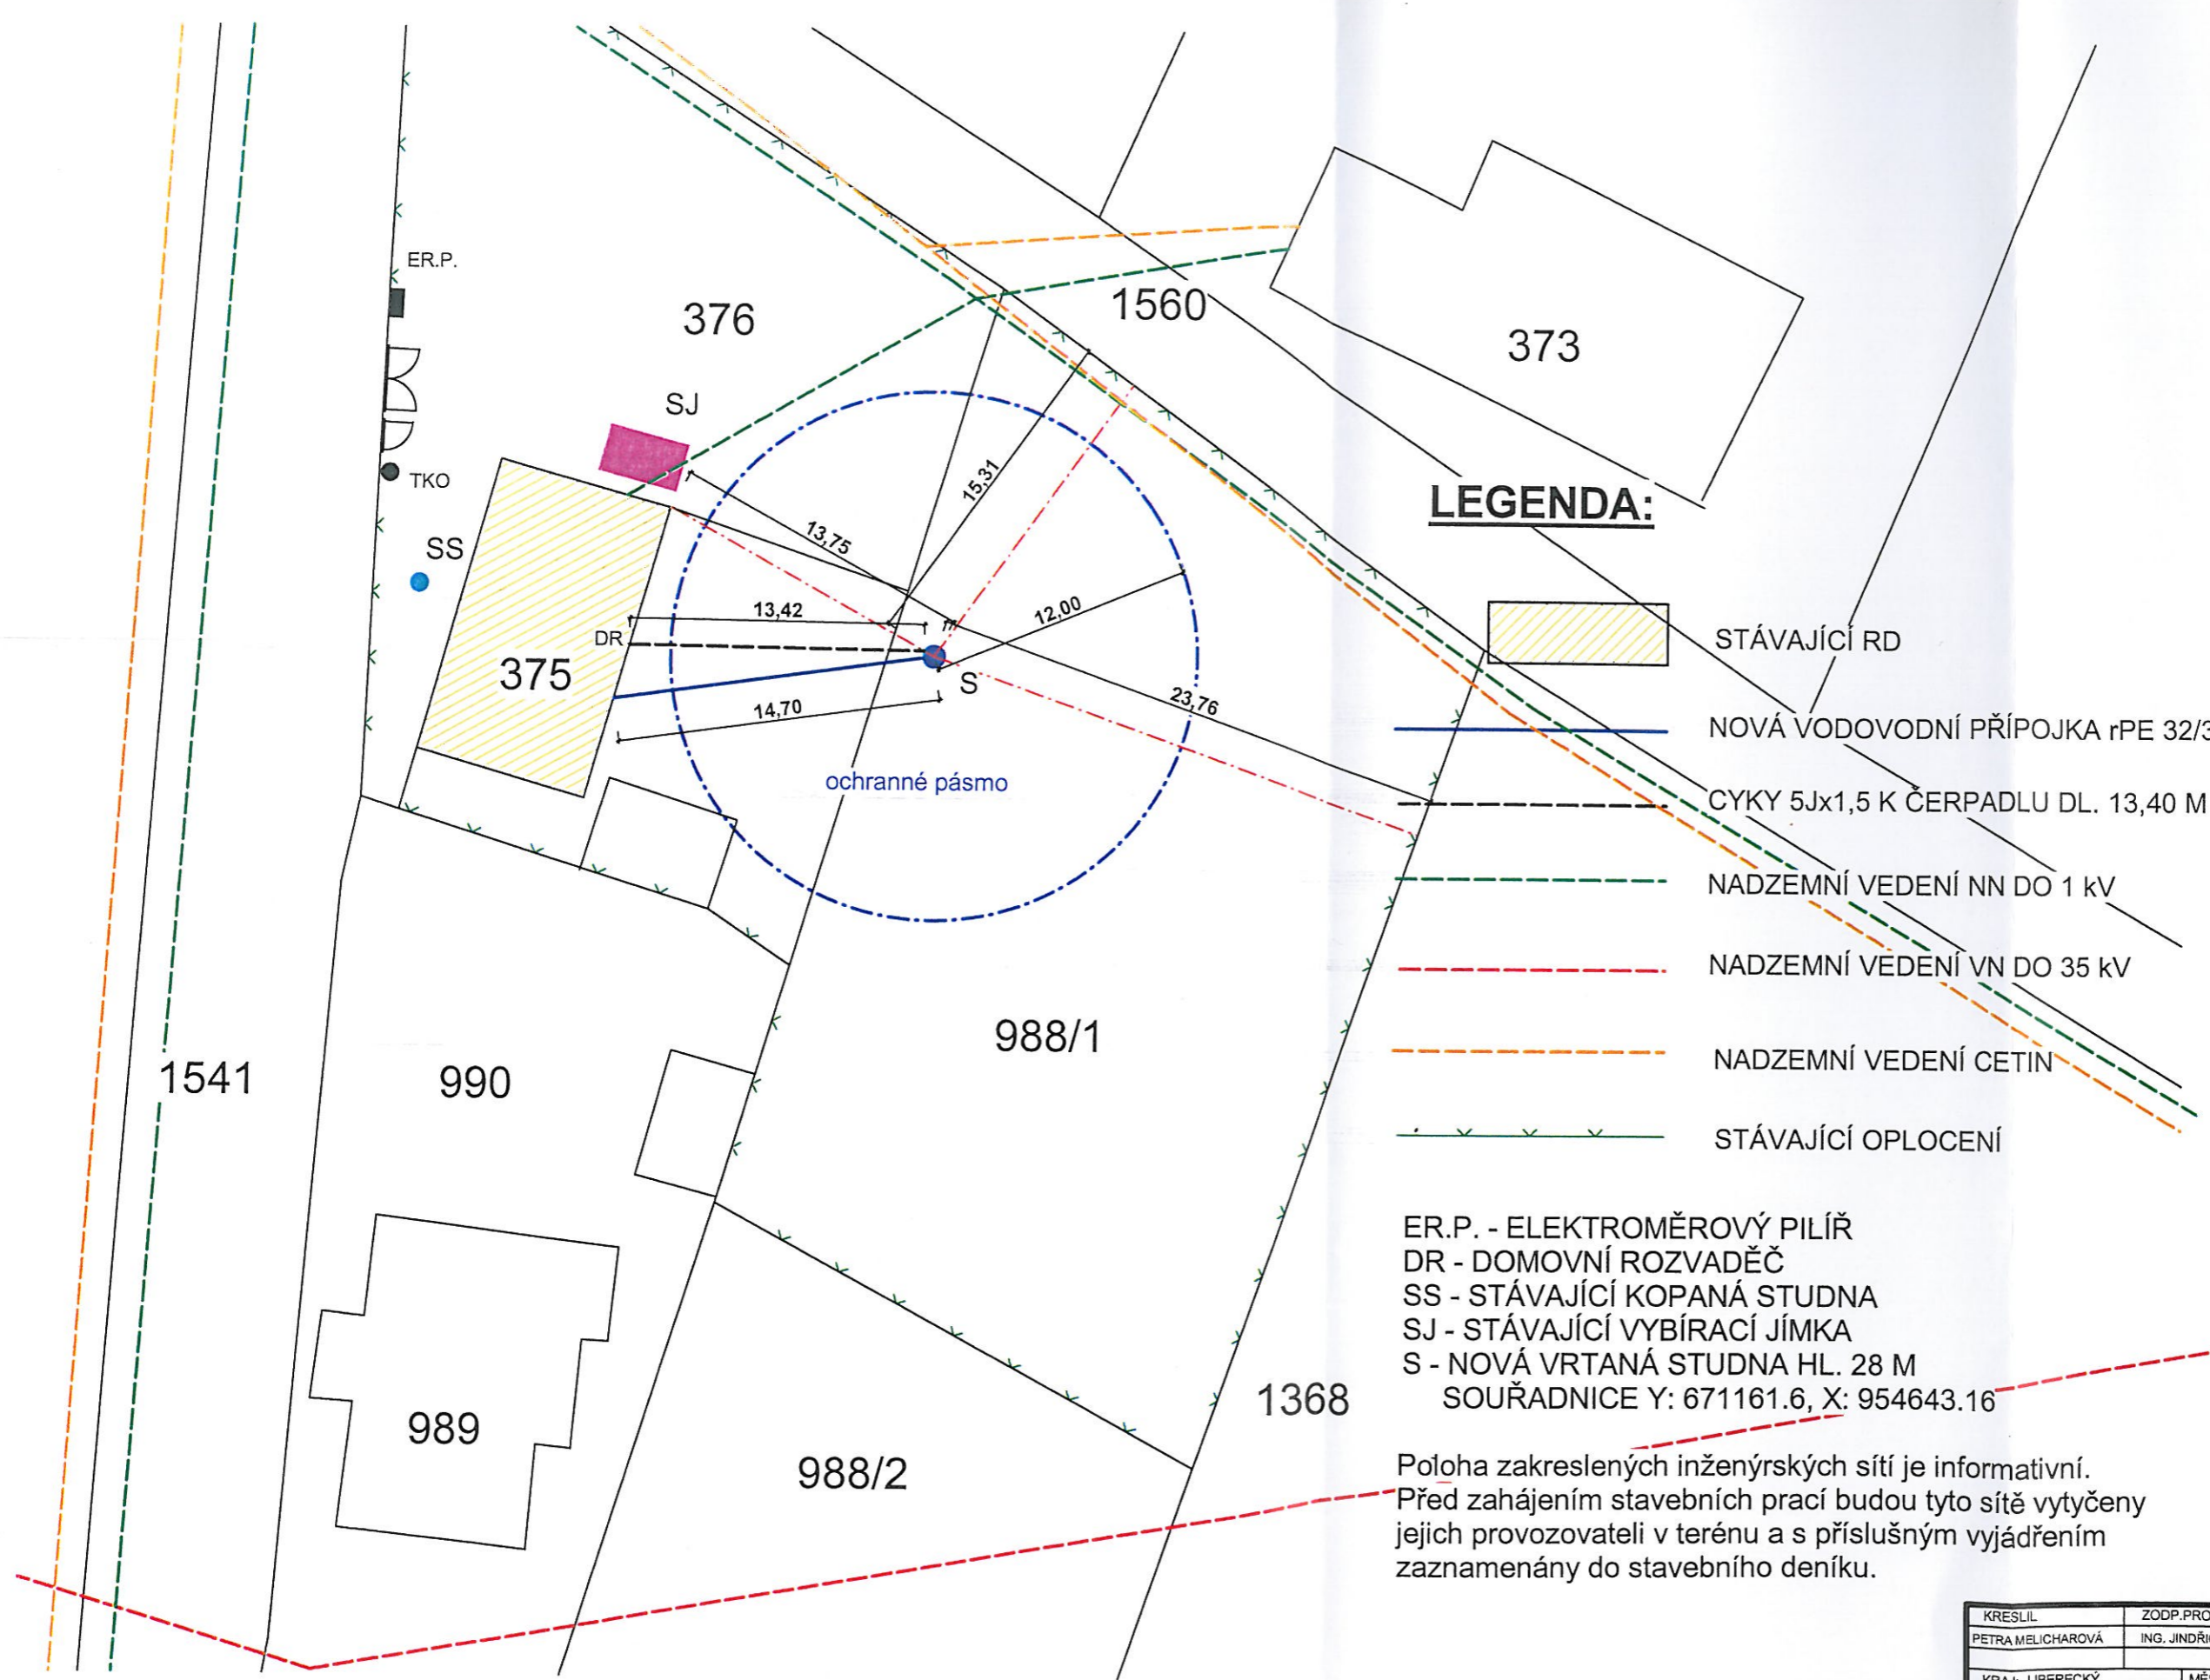 ER.P.
376
1560
373
SJ
TKO
SS
15,31
13,75
13,42
12,00
DR
375
S
14,70
23,76
ochranné pásmo
988/1
1541
990
989
988/2
1368
LEGENDA:
STÁVAJÍCÍ RD
NOVÁ VODOVODNÍ PŘÍPOJKA rPE 32/3
CYKY 5Jx1,5 K ČERPADLU DL. 13,40 M
NADZEMNÍ VEDENÍ NN DO 1 kV
NADZEMNÍ VEDENÍ VN DO 35 kV
NADZEMNÍ VEDENÍ CETIN
STÁVAJÍCÍ OPLOCENÍ
ER.P. - ELEKTROMĚROVÝ PILÍŘ
DR - DOMOVNÍ ROZVADĚČ
SS - STÁVAJÍCÍ KOPANÁ STUDNA
SJ - STÁVAJÍCÍ VYBÍRACÍ JÍMKA
S - NOVÁ VRTANÁ STUDNA HL. 28 M
SOUŘADNICE Y: 671161.6, X: 954643.16
Poloha zakreslených inženýrských sítí je informativní.
Před zahájením stavebních prací budou tyto sítě vytyčeny
jejich provozovateli v terénu a s příslušným vyjádřením
zaznamenány do stavebního deníku.
KRESLIL ZODP.PRO
PETRA MELICHAROVÁ ING. JINDŘI
KRAJ: LIBERECKÝ